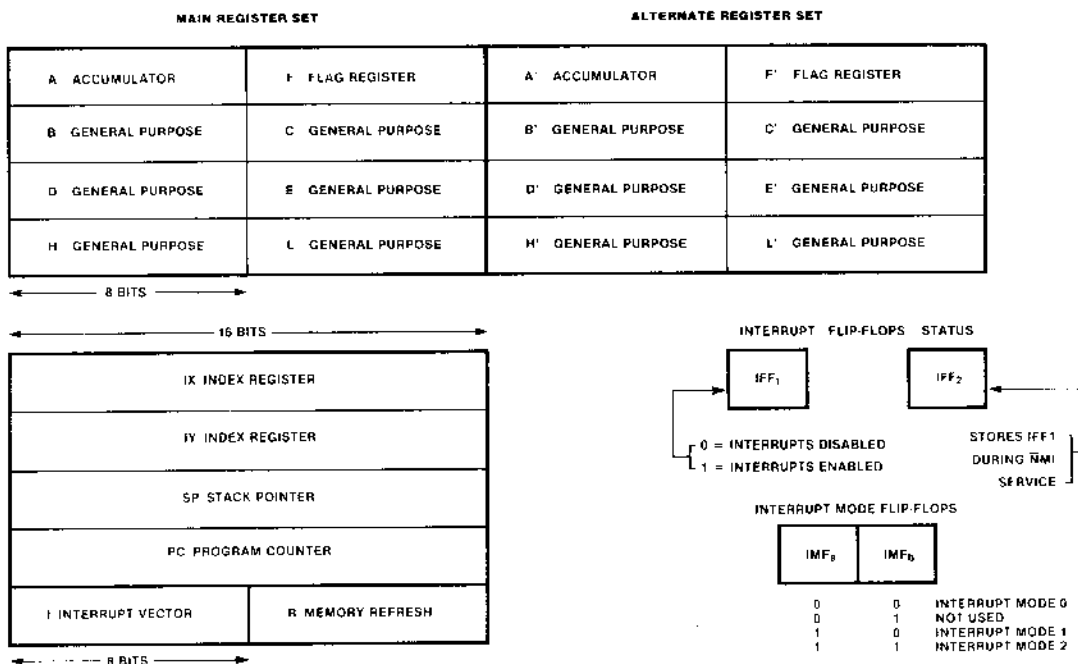 MAIN REGISTER SET
ALTERNATE REGISTER SET
A ACCUMULATOR
F FLAG REGISTER
A' ACCUMULATOR
F' FLAG REGISTER
B GENERAL PURPOSE
C GENERAL PURPOSE
B' GENERAL PURPOSE
C' GENERAL PURPOSE
D GENERAL PURPOSE
E GENERAL PURPOSE
D' GENERAL PURPOSE
E' GENERAL PURPOSE
H GENERAL PURPOSE
L GENERAL PURPOSE
H' GENERAL PURPOSE
L' GENERAL PURPOSE
8 BITS
16 BITS
IX INDEX REGISTER
IY INDEX REGISTER
SP STACK POINTER
PC PROGRAM COUNTER
I INTERRUPT VECTOR
R MEMORY REFRESH
8 BITS
INTERRUPT FLIP-FLOPS STATUS
IFF₁
IFF₂
0 = INTERRUPTS DISABLED
1 = INTERRUPTS ENABLED
STORES IFF1
DURING N̅M̅I̅
SERVICE
INTERRUPT MODE FLIP-FLOPS
IMFₐ
IMF_b
0 0 INTERRUPT MODE 0
0 1 NOT USED
1 0 INTERRUPT MODE 1
1 1 INTERRUPT MODE 2